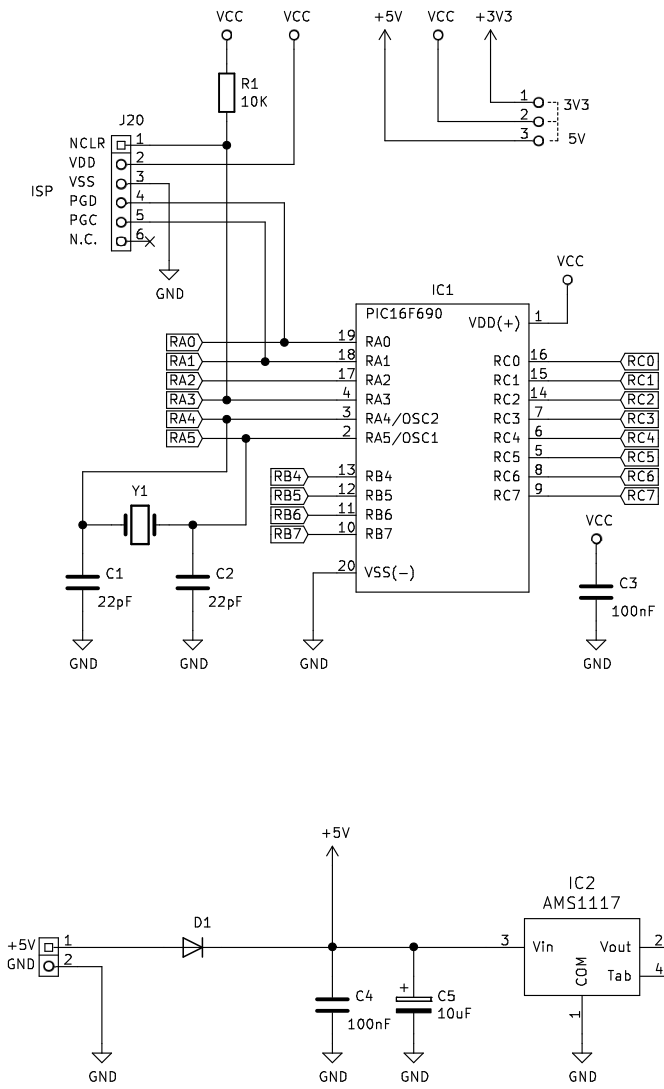 VCC VCC +5V VCC +3V3
R1
10K
1 3V3
2
3 5V
J20
NCLR 1
VDD 2
VSS 3
PGD 4
PGC 5
N.C. 6
ISP
GND
VCC
IC1
PIC16F690
VDD(+) 1
RA0 19 RA0
RA1 18 RA1 RC0 16 RC0
RA2 17 RA2 RC1 15 RC1
RA3 4 RA3 RC2 14 RC2
RA4 3 RA4/OSC2 RC3 7 RC3
RA5 2 RA5/OSC1 RC4 6 RC4
RC5 5 RC5
RB4 13 RB4 RC6 8 RC6
RB5 12 RB5 RC7 9 RC7
RB6 11 RB6
RB7 10 RB7
20 VSS(-)
Y1
C1
22pF
C2
22pF
VCC
C3
100nF
GND GND GND GND
+5V
IC2
AMS1117
D1
+5V 1
GND 2
3 Vin Vout 2
Tab 4
COM
1
C4
100nF
+ C5
10uF
GND GND GND GND